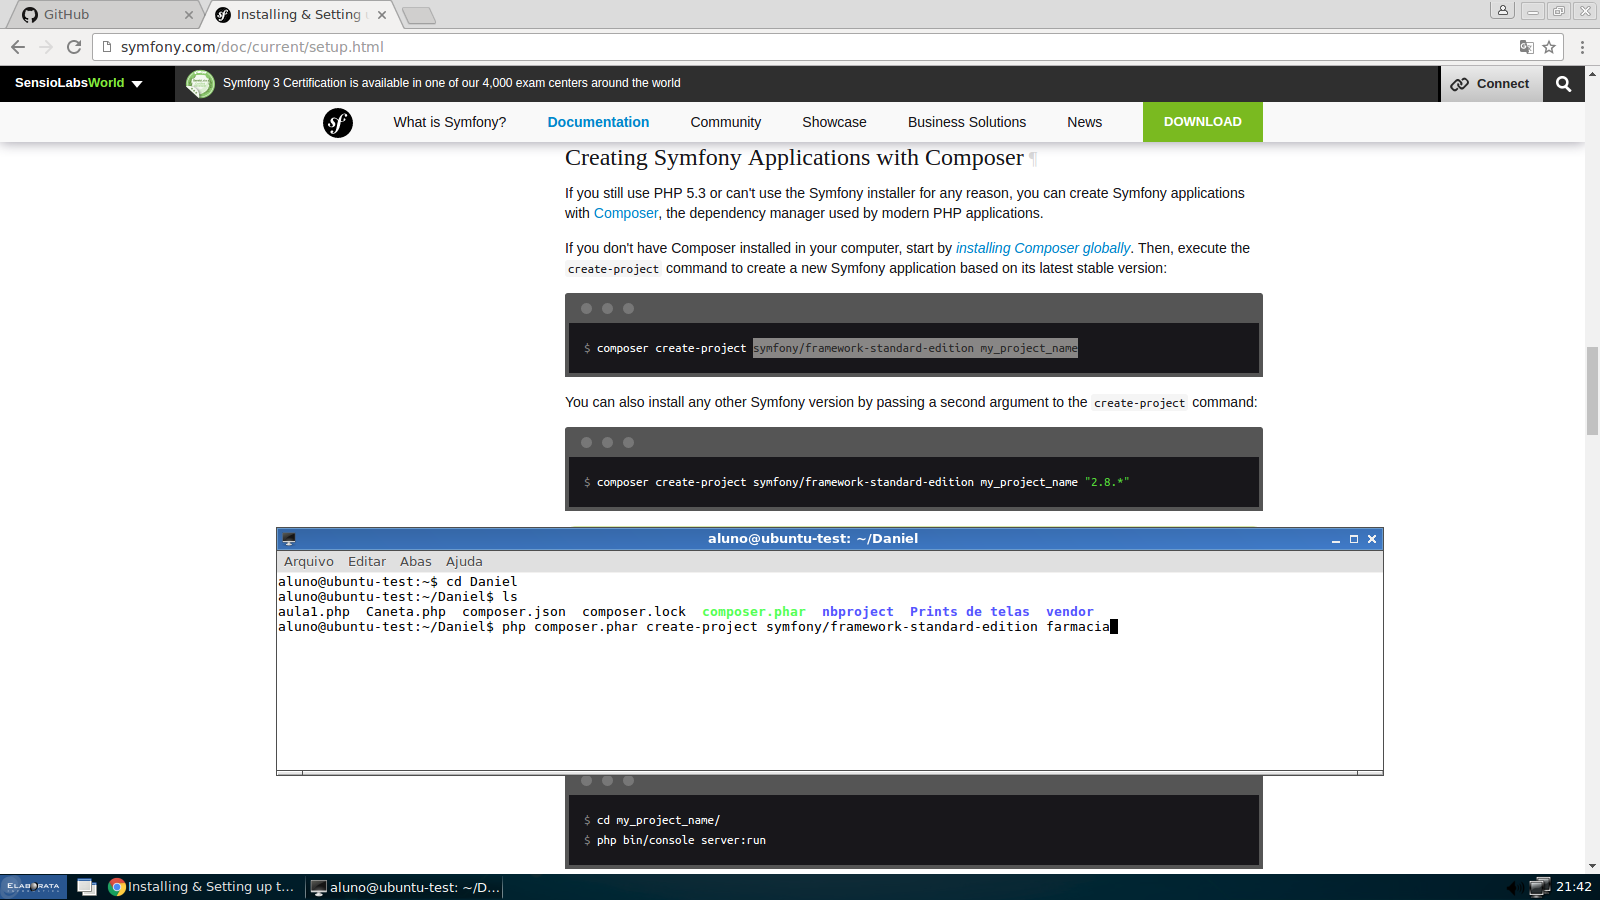 GitHub
Installing & Setting
symfony.com/doc/current/setup.html
SensioLabsWorld
Symfony 3 Certification is available in one of our 4,000 exam centers around the world
Connect
sf
What is Symfony?
Documentation
Community
Showcase
Business Solutions
News
DOWNLOAD
Creating Symfony Applications with Composer ¶
If you still use PHP 5.3 or can't use the Symfony installer for any reason, you can create Symfony applications
with Composer, the dependency manager used by modern PHP applications.
If you don't have Composer installed in your computer, start by installing Composer globally. Then, execute the
create-project command to create a new Symfony application based on its latest stable version:
$ composer create-project symfony/framework-standard-edition my_project_name
You can also install any other Symfony version by passing a second argument to the create-project command:
$ composer create-project symfony/framework-standard-edition my_project_name "2.8.*"
aluno@ubuntu-test: ~/Daniel
Arquivo Editar Abas Ajuda
aluno@ubuntu-test:~$ cd Daniel
aluno@ubuntu-test:~/Daniel$ ls
aula1.php Caneta.php composer.json composer.lock composer.phar nbproject Prints de telas vendor
aluno@ubuntu-test:~/Daniel$ php composer.phar create-project symfony/framework-standard-edition farmacia
$ cd my_project_name/
$ php bin/console server:run
ELABORATA
Installing & Setting up t...
aluno@ubuntu-test: ~/D...
21:42